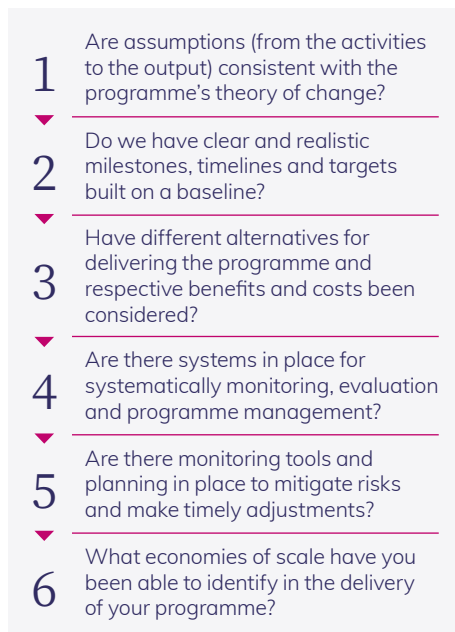 1
Are assumptions (from the activities
to the output) consistent with the
programme’s theory of change?
2
Do we have clear and realistic
milestones, timelines and targets
built on a baseline?
3
Have different alternatives for
delivering the programme and
respective benefits and costs been
considered?
4
Are there systems in place for
systematically monitoring, evaluation
and programme management?
5
Are there monitoring tools and
planning in place to mitigate risks
and make timely adjustments?
6
What economies of scale have you
been able to identify in the delivery
of your programme?